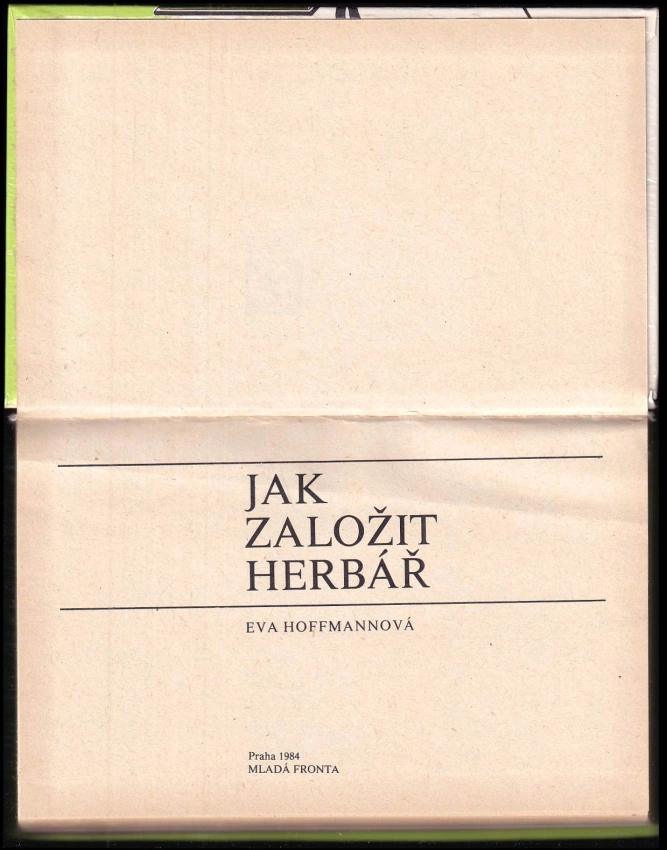 JAK
ZALOŽIT
HERBÁŘ
EVA HOFFMANNOVÁ
Praha 1984
MLADÁ FRONTA